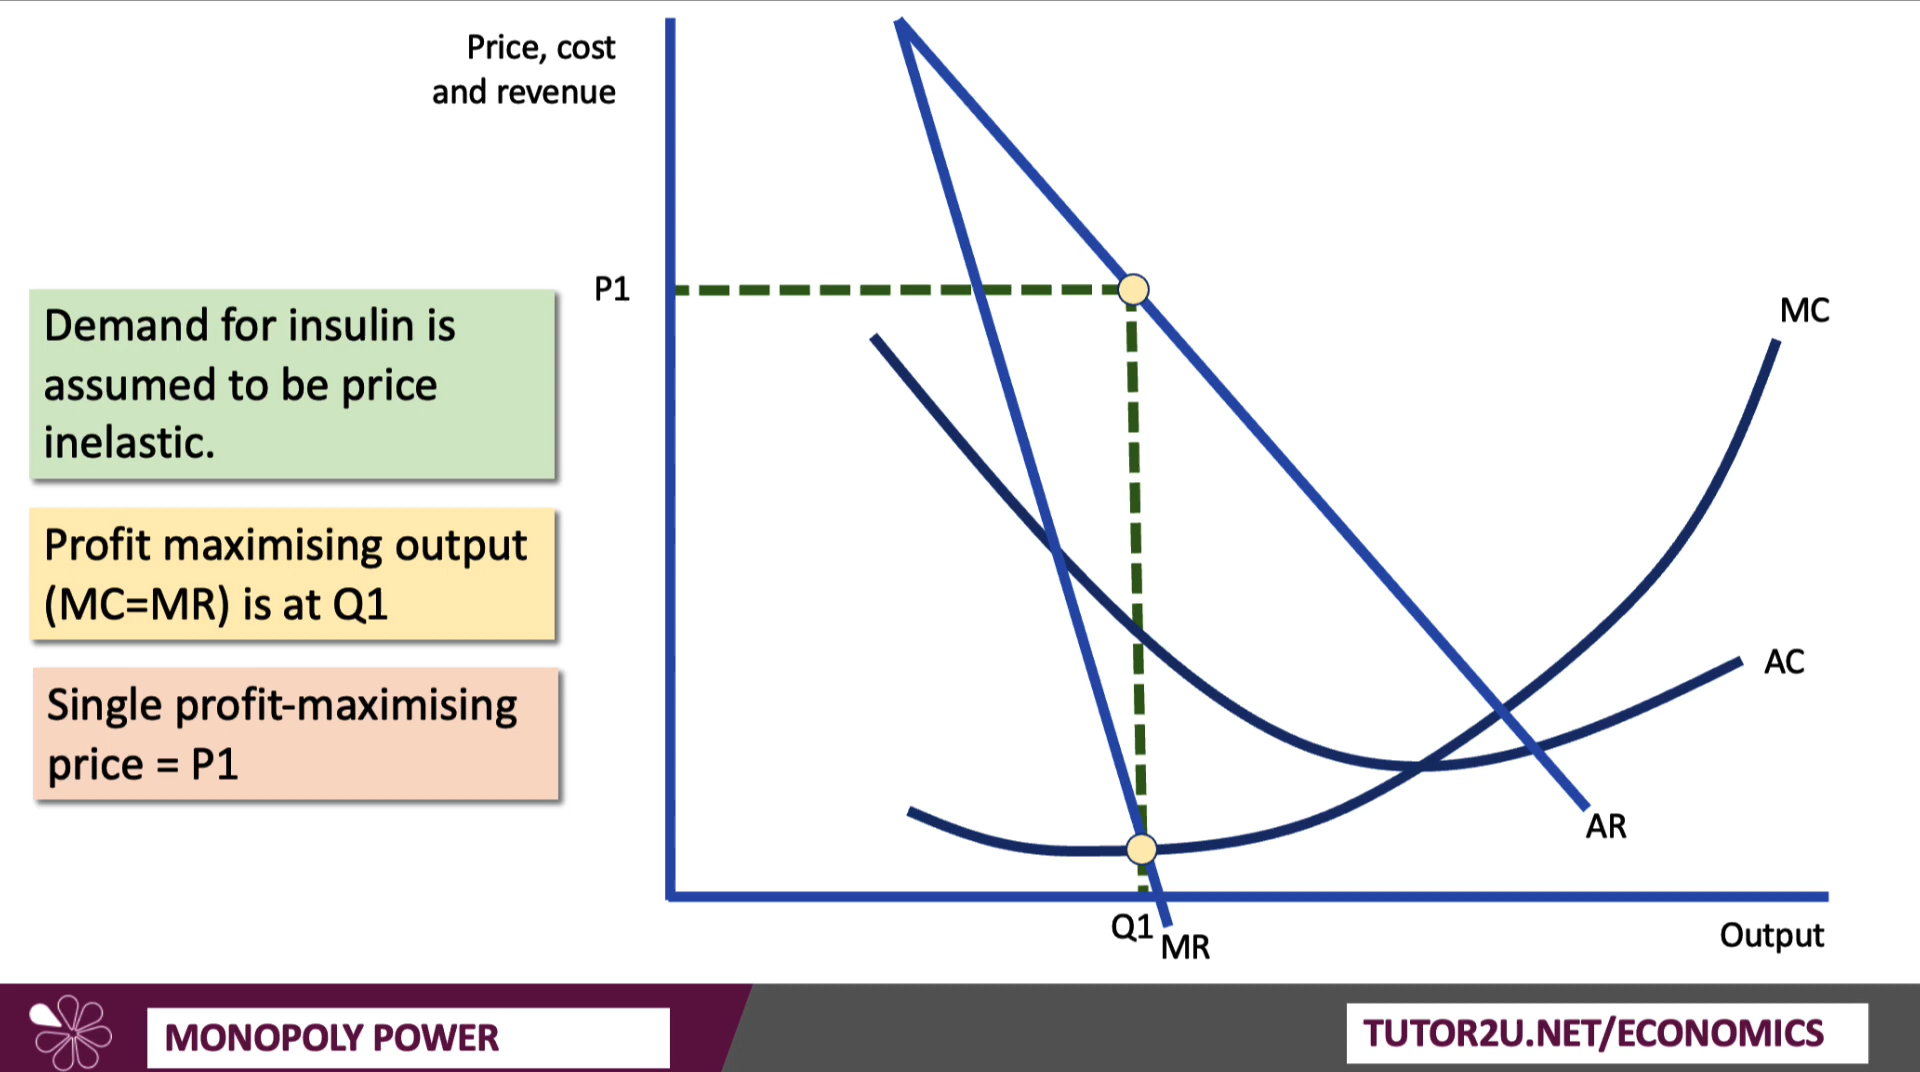 Price, cost
and revenue
P1
Demand for insulin is
assumed to be price
inelastic.
Profit maximising output
(MC=MR) is at Q1
Single profit-maximising
price = P1
MC
AC
AR
Q1
MR
Output
MONOPOLY POWER
TUTOR2U.NET/ECONOMICS